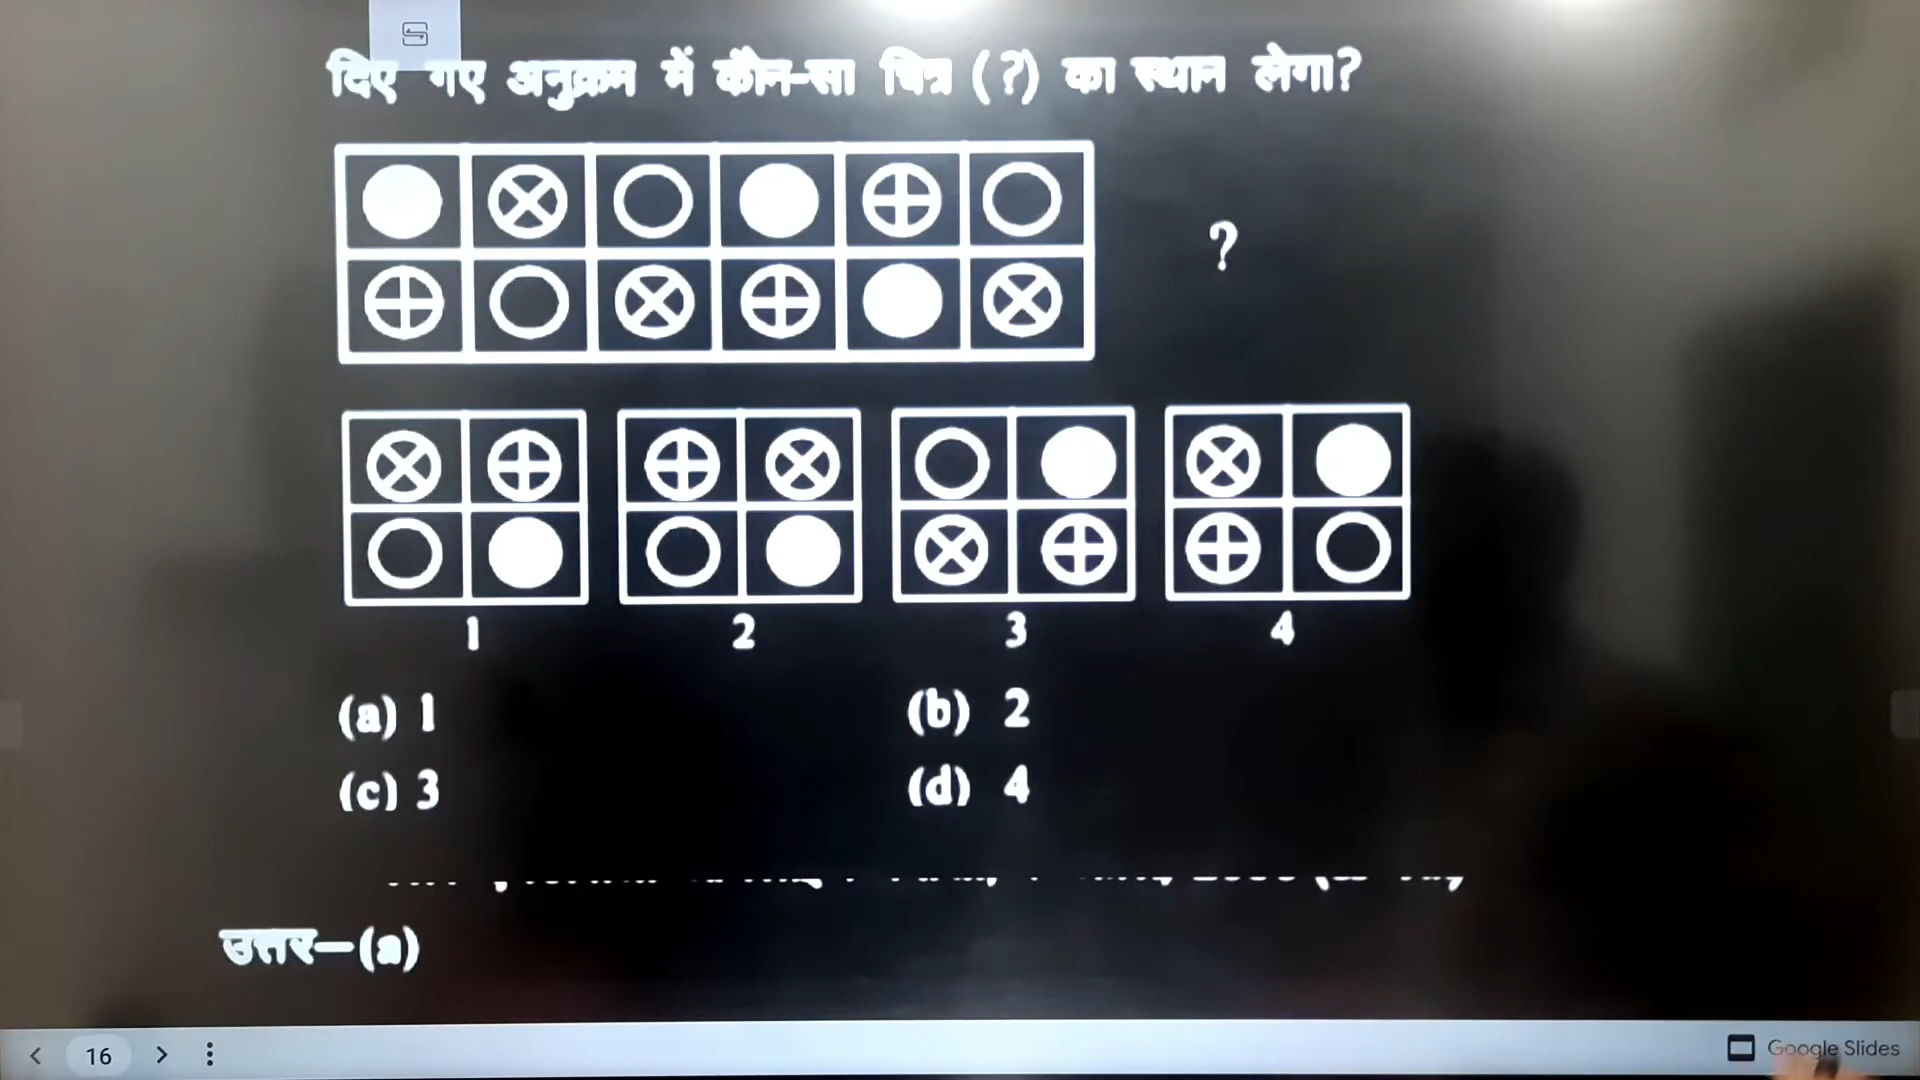 दिए गए अनुक्रम में कौन-सा चित्र (?) का स्थान लेगा?
?
1 2 3 4
(a) 1 (b) 2
(c) 3 (d) 4
उत्तर—(a)
16 Google Slides